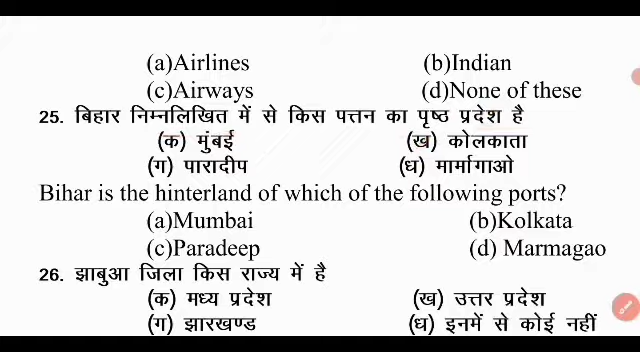 (a)Airlines (b)Indian
(c)Airways (d)None of these
25. बिहार निम्नलिखित में से किस पत्तन का पृष्ठ प्रदेश है
(क) मुंबई (ख) कोलकाता
(ग) पारादीप (घ) मार्मागाओ
Bihar is the hinterland of which of the following ports?
(a)Mumbai (b)Kolkata
(c)Paradeep (d) Marmagao
26. झाबुआ जिला किस राज्य में है
(क) मध्य प्रदेश (ख) उत्तर प्रदेश
(ग) झारखण्ड (घ) इनमें से कोई नहीं